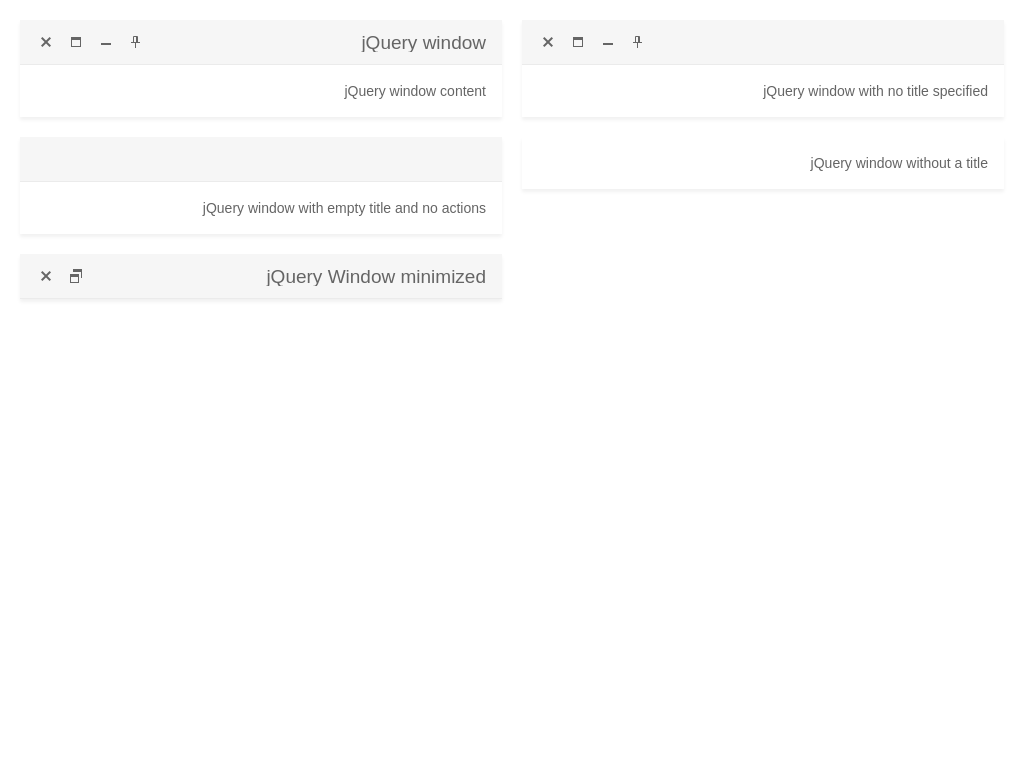 jQuery window
jQuery window content
jQuery window with no title specified
jQuery window with empty title and no actions
jQuery window without a title
jQuery Window minimized